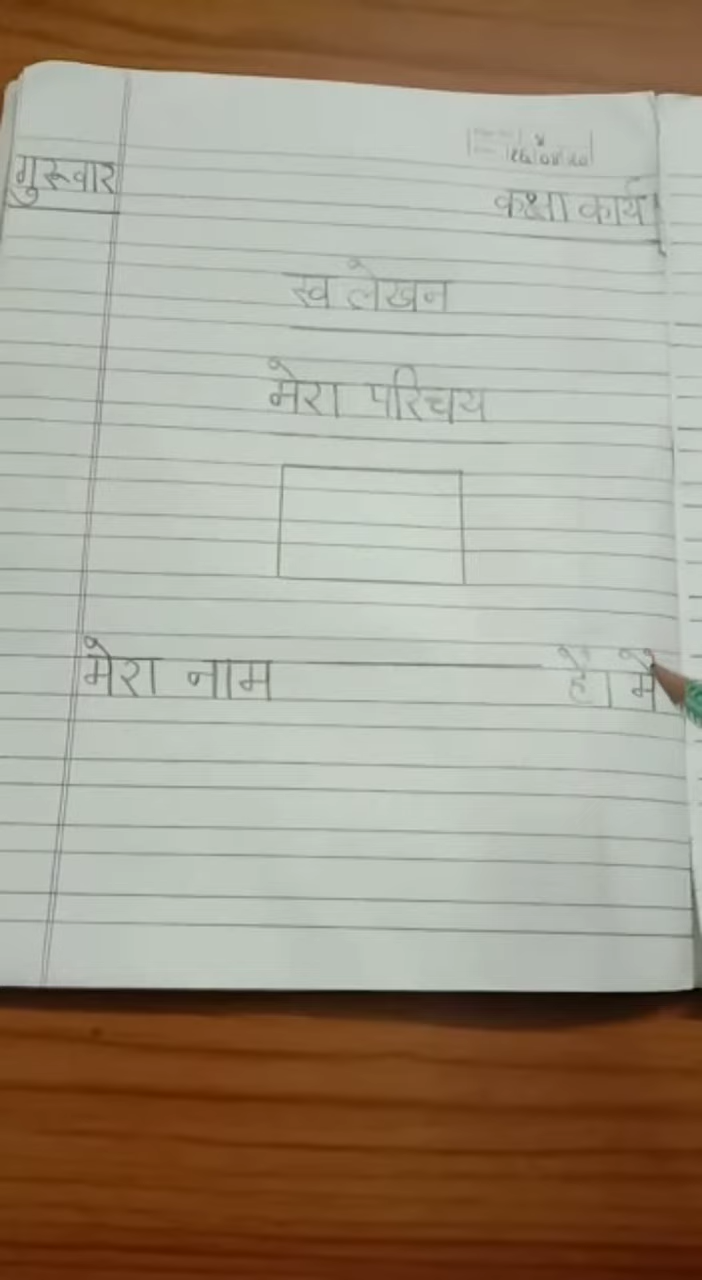 गुरूवार
कक्षा कार्य
स्व लेखन
मेरा परिचय
मेरा नाम है। मै